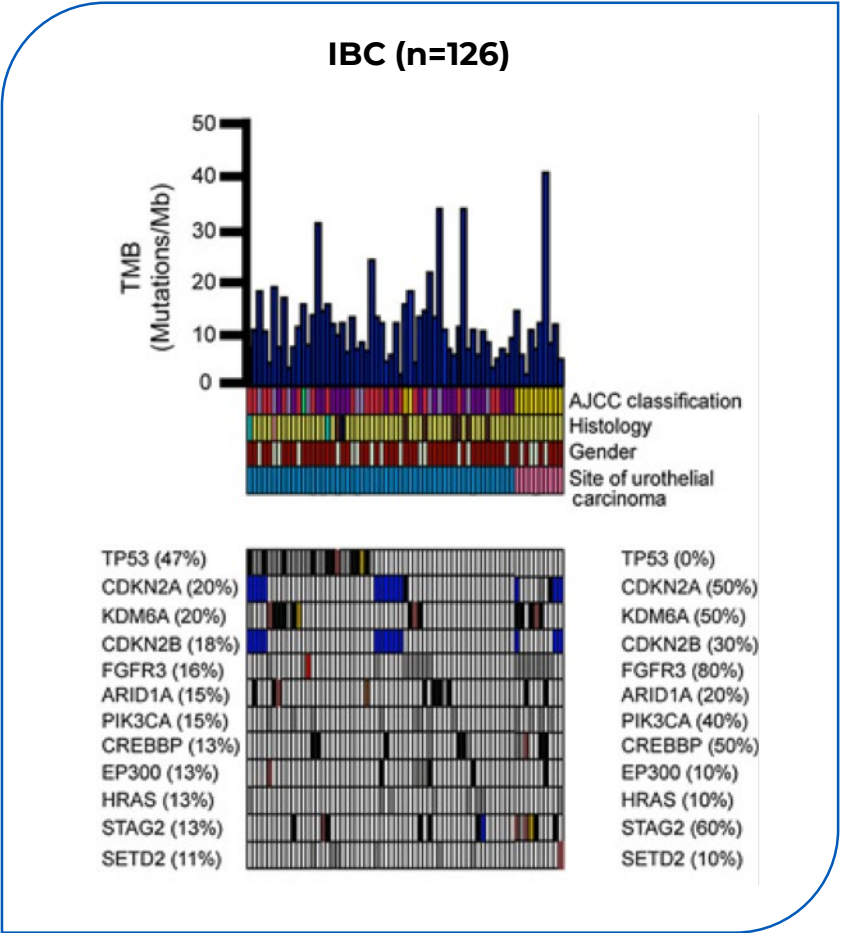 IBC (n=126)
TMB
(Mutations/Mb)
50
40
30
20
10
0
AJCC classification
Histology
Gender
Site of urothelial
carcinoma
TP53 (47%) TP53 (0%)
CDKN2A (20%) CDKN2A (50%)
KDM6A (20%) KDM6A (50%)
CDKN2B (18%) CDKN2B (30%)
FGFR3 (16%) FGFR3 (80%)
ARID1A (15%) ARID1A (20%)
PIK3CA (15%) PIK3CA (40%)
CREBBP (13%) CREBBP (50%)
EP300 (13%) EP300 (10%)
HRAS (13%) HRAS (10%)
STAG2 (13%) STAG2 (60%)
SETD2 (11%) SETD2 (10%)